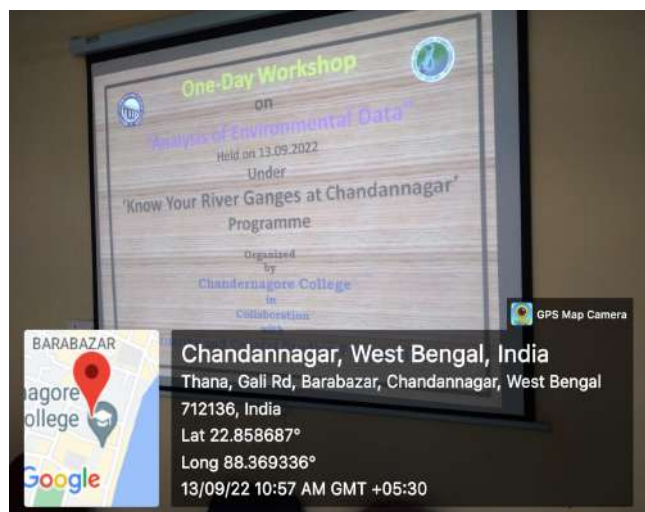 One-Day Workshop
on
"Analysis of Environmental Data"
Held on 13.09.2022
Under
'Know Your River Ganges at Chandannagar'
Programme
Organized
by
Chandernagore College
in
Collaboration
with
GPS Map Camera
BARABAZAR
nagore
ollege
Google
Chandannagar, West Bengal, India
Thana, Gali Rd, Barabazar, Chandannagar, West Bengal
712136, India
Lat 22.858687°
Long 88.369336°
13/09/22 10:57 AM GMT +05:30